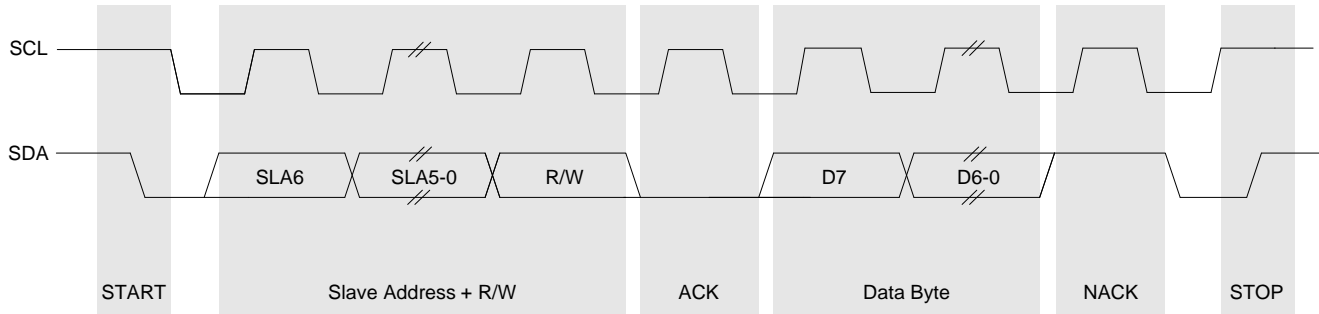 SCL
SDA
SLA6 SLA5-0 R/W D7 D6-0
START Slave Address + R/W ACK Data Byte NACK STOP